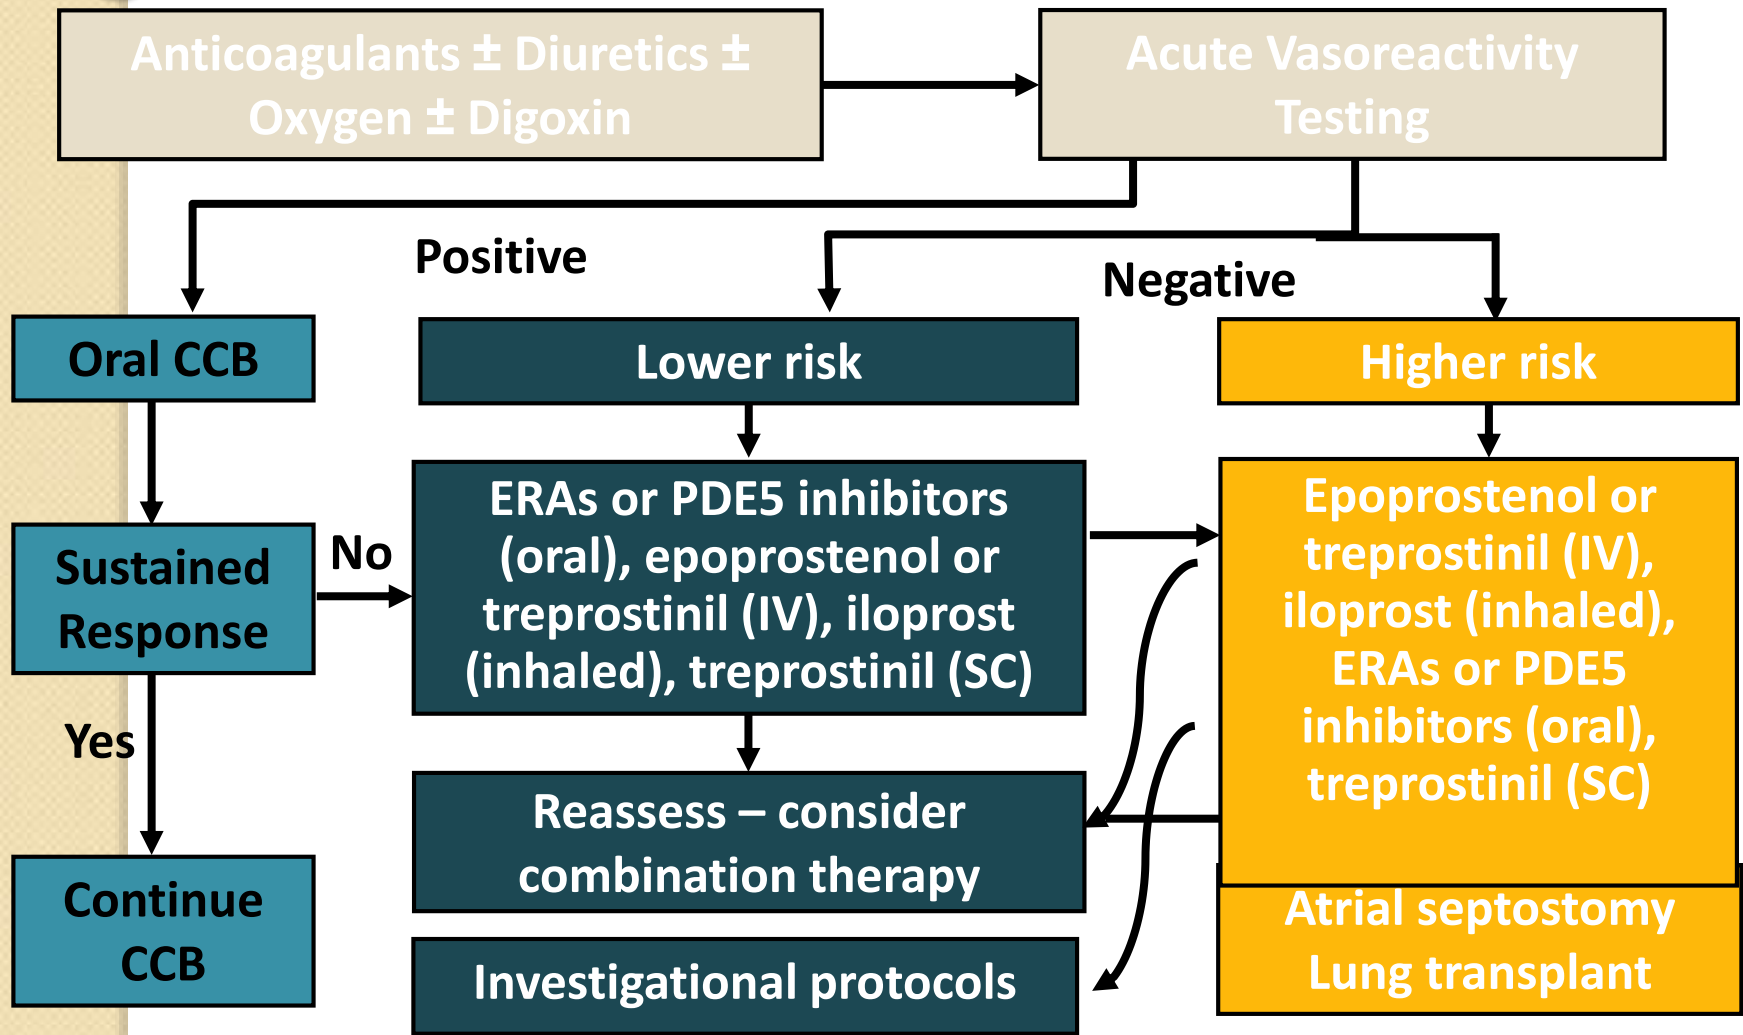 Anticoagulants ± Diuretics ±
Oxygen ± Digoxin
Acute Vasoreactivity
Testing
Positive
Negative
Oral CCB
Lower risk
Higher risk
Sustained
Response
No
ERAs or PDE5 inhibitors
(oral), epoprostenol or
treprostinil (IV), iloprost
(inhaled), treprostinil (SC)
Epoprostenol or
treprostinil (IV),
iloprost (inhaled),
ERAs or PDE5
inhibitors (oral),
treprostinil (SC)
Yes
Reassess – consider
combination therapy
Continue
CCB
Atrial septostomy
Lung transplant
Investigational protocols